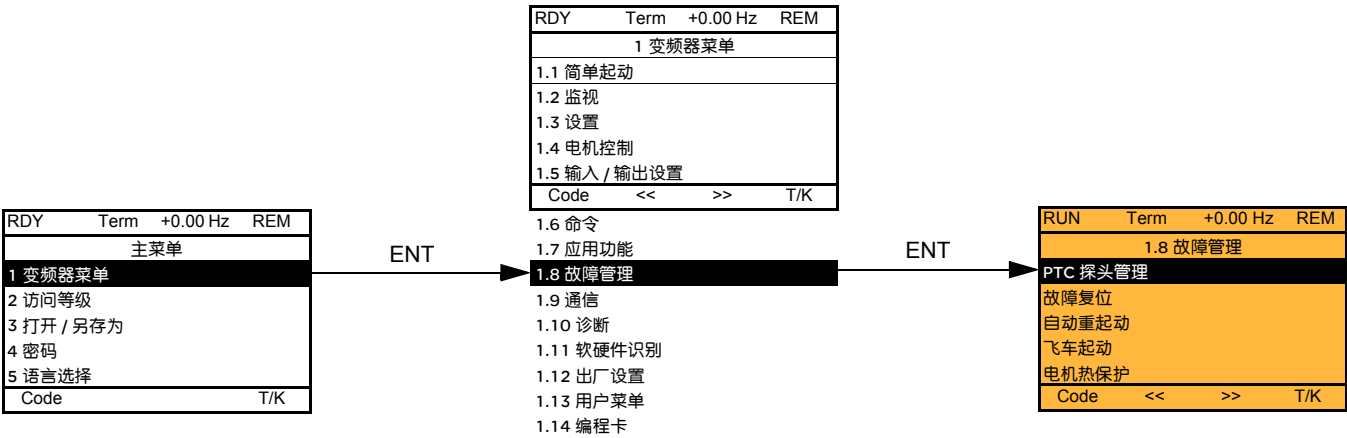 RDY Term +0.00 Hz REM
主菜单
1 变频器菜单
2 访问等级
3 打开 / 另存为
4 密码
5 语言选择
Code T/K
ENT
RDY Term +0.00 Hz REM
1 变频器菜单
1.1 简单起动
1.2 监视
1.3 设置
1.4 电机控制
1.5 输入 / 输出设置
Code << >> T/K
1.6 命令
1.7 应用功能
1.8 故障管理
1.9 通信
1.10 诊断
1.11 软硬件识别
1.12 出厂设置
1.13 用户菜单
1.14 编程卡
ENT
RUN Term +0.00 Hz REM
1.8 故障管理
PTC 探头管理
故障复位
自动重起动
飞车起动
电机热保护
Code << >> T/K